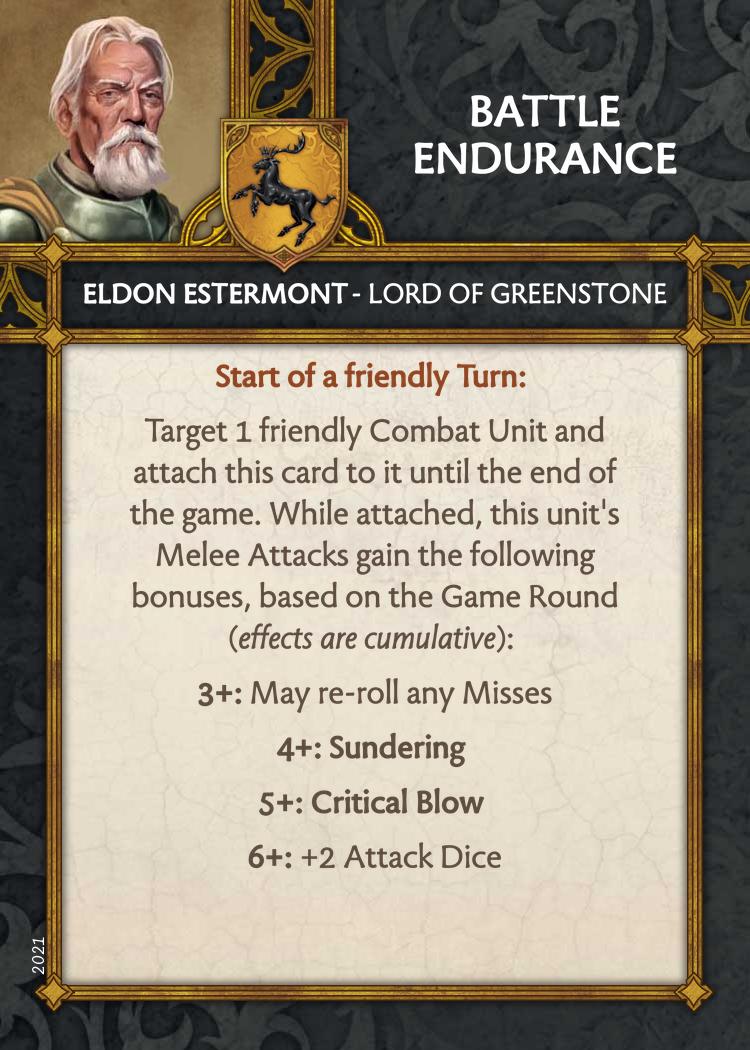 BATTLE
ENDURANCE
ELDON ESTERMONT - LORD OF GREENSTONE
Start of a friendly Turn:
Target 1 friendly Combat Unit and
attach this card to it until the end of
the game. While attached, this unit's
Melee Attacks gain the following
bonuses, based on the Game Round
(effects are cumulative):
3+: May re-roll any Misses
4+: Sundering
5+: Critical Blow
6+: +2 Attack Dice
2021